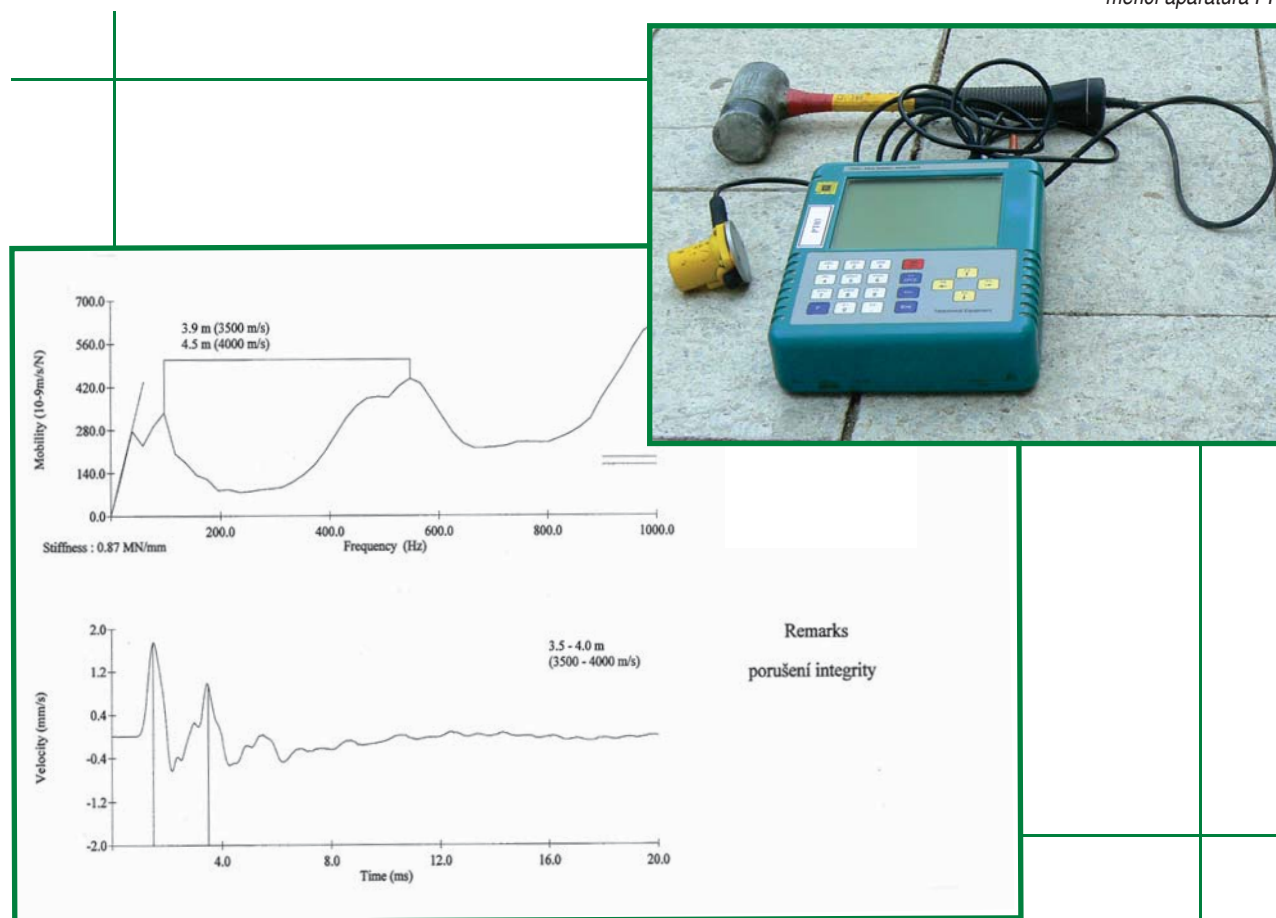 měřicí aparatura PI
700.0
560.0
420.0
280.0
140.0
0.0
Mobility (10-9m/s/N)
3.9 m (3500 m/s)
4.5 m (4000 m/s)
200.0
400.0
600.0
800.0
1000.0
Stiffness : 0.87 MN/mm
Frequency (Hz)
2.0
1.2
0.4
-0.4
-1.2
-2.0
Velocity (mm/s)
3.5 - 4.0 m
(3500 - 4000 m/s)
4.0
8.0
12.0
16.0
20.0
Time (ms)
Remarks
porušení integrity